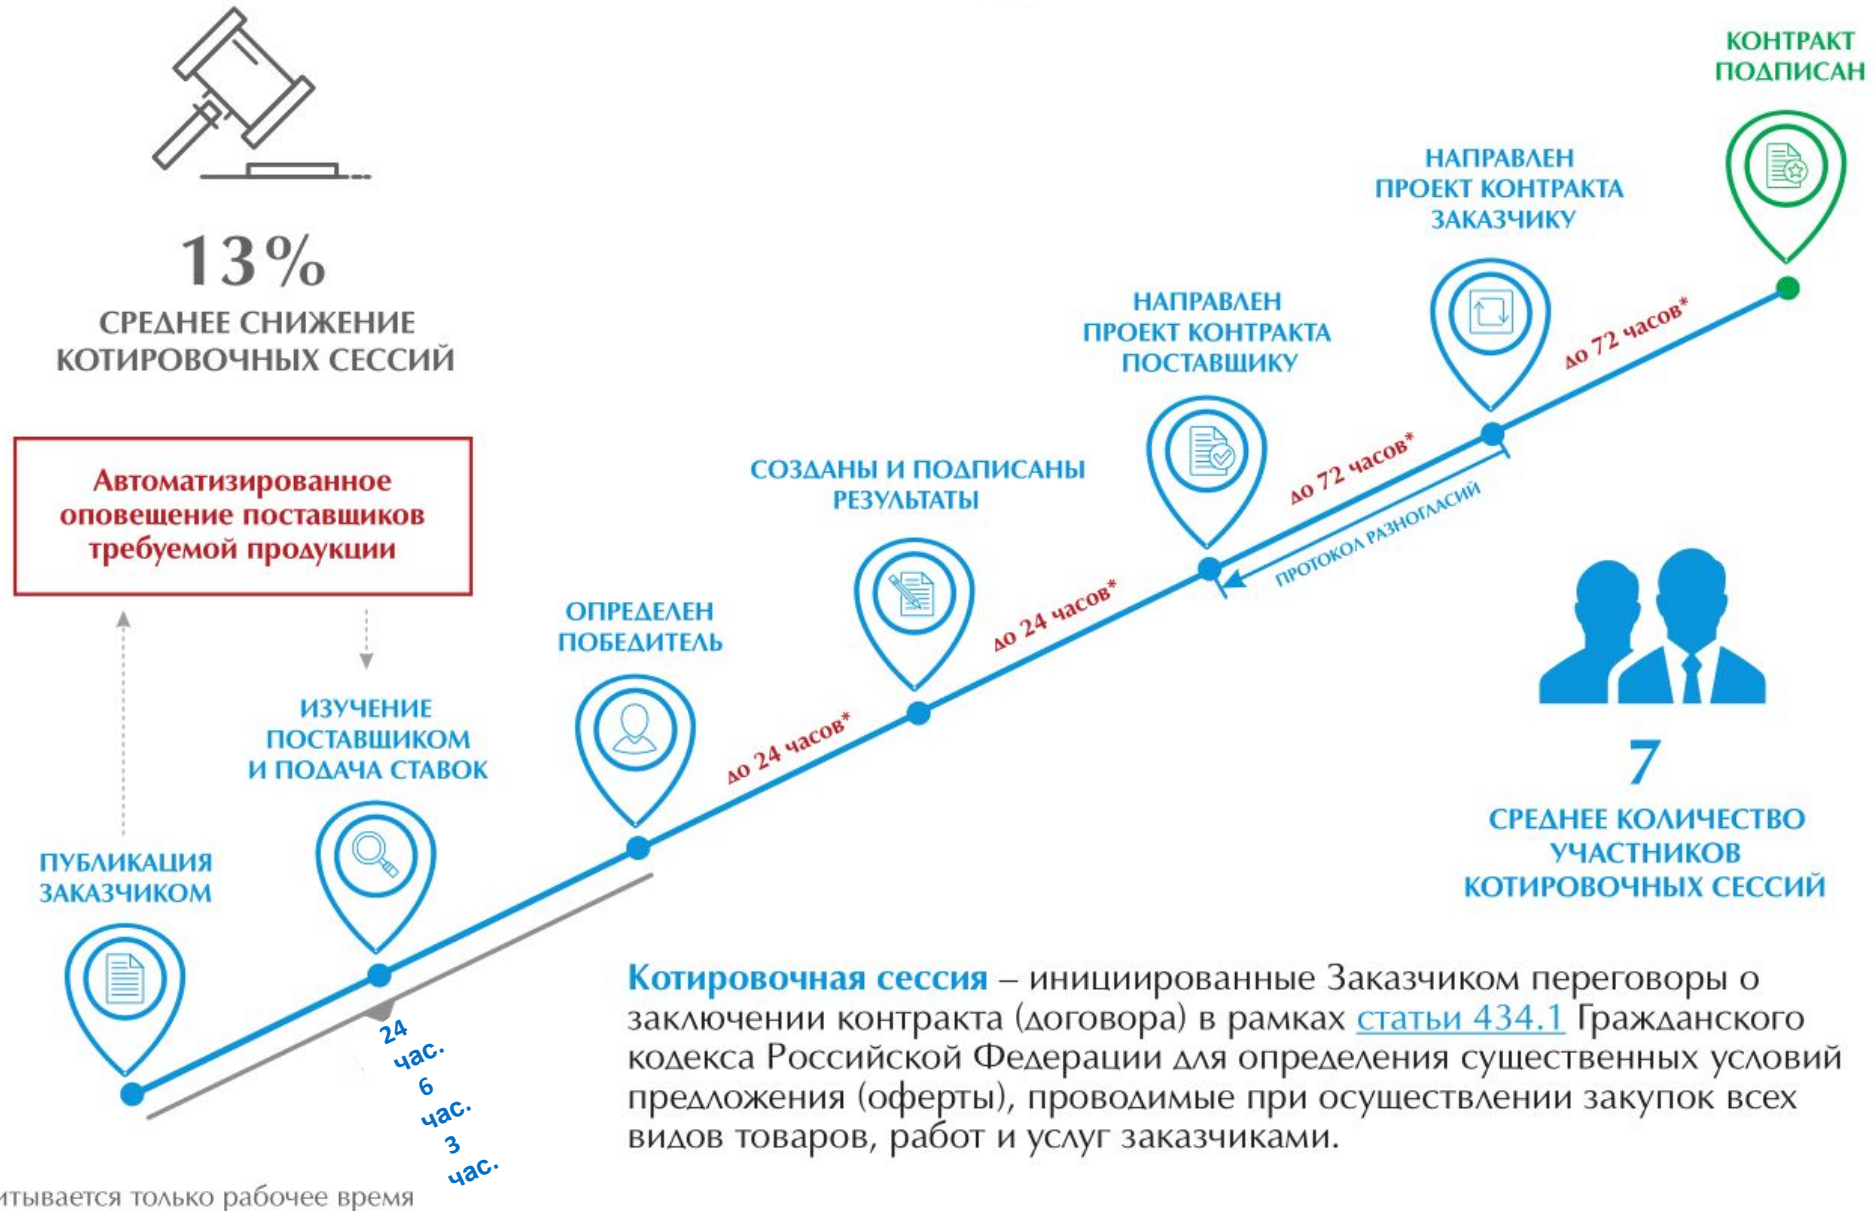 13%
СРЕДНЕЕ СНИЖЕНИЕ
КОТИРОВОЧНЫХ СЕССИЙ
Автоматизированное
оповещение поставщиков
требуемой продукции
ПУБЛИКАЦИЯ
ЗАКАЗЧИКОМ
ИЗУЧЕНИЕ
ПОСТАВЩИКОМ
И ПОДАЧА СТАВОК
24
час.
6
час.
3
час.
ОПРЕДЕЛЕН
ПОБЕДИТЕЛЬ
до 24 часов*
СОЗДАНЫ И ПОДПИСАНЫ
РЕЗУЛЬТАТЫ
до 24 часов*
НАПРАВЛЕН
ПРОЕКТ КОНТРАКТА
ПОСТАВЩИКУ
до 72 часов*
ПРОТОКОЛ РАЗНОГЛАСИЙ
НАПРАВЛЕН
ПРОЕКТ КОНТРАКТА
ЗАКАЗЧИКУ
до 72 часов*
КОНТРАКТ
ПОДПИСАН
7
СРЕДНЕЕ КОЛИЧЕСТВО
УЧАСТНИКОВ
КОТИРОВОЧНЫХ СЕССИЙ
Котировочная сессия – инициированные Заказчиком переговоры о
заключении контракта (договора) в рамках статьи 434.1 Гражданского
кодекса Российской Федерации для определения существенных условий
предложения (оферты), проводимые при осуществлении закупок всех
видов товаров, работ и услуг заказчиками.
только рабочее время